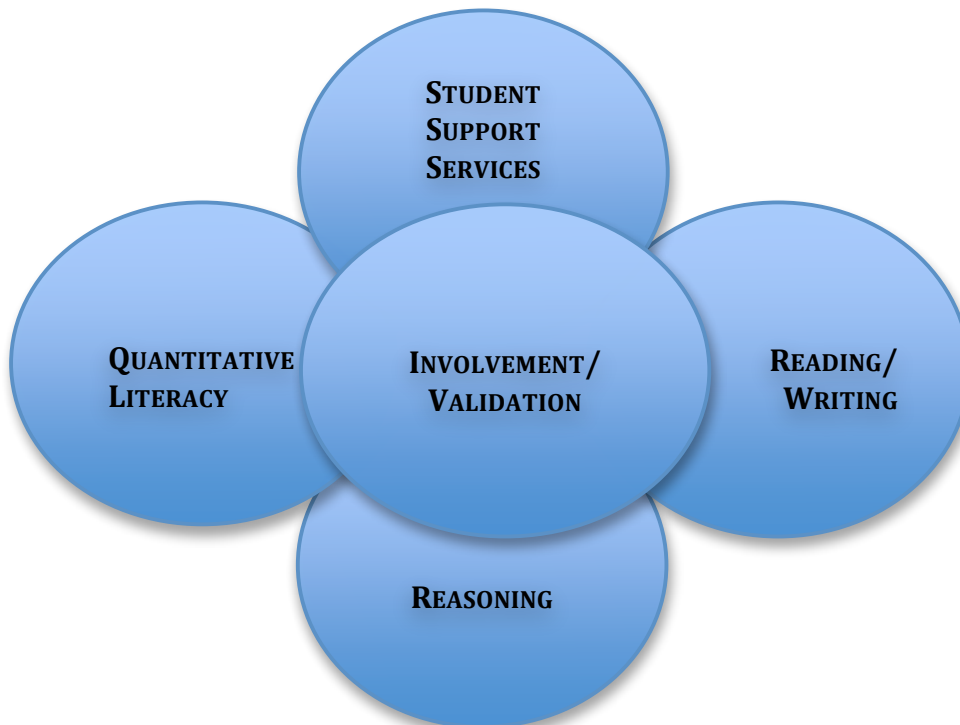 STUDENT
SUPPORT
SERVICES
QUANTITATIVE
LITERACY
INVOLVEMENT/
VALIDATION
READING/
WRITING
REASONING